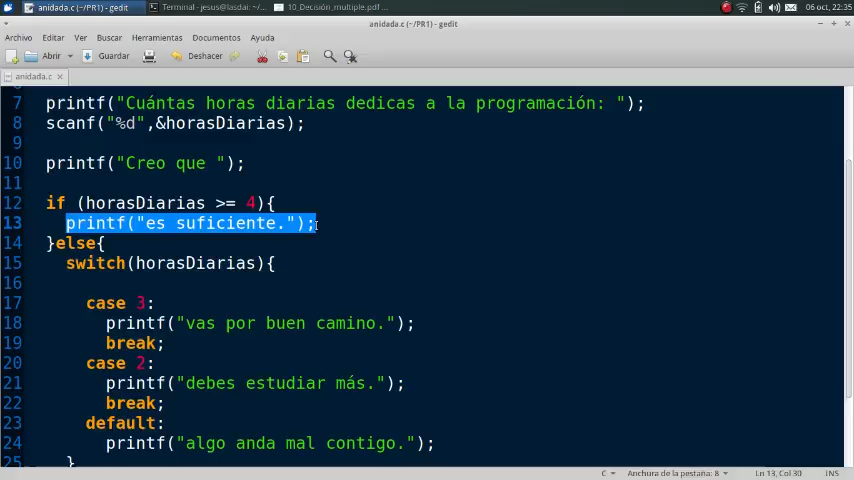 anidada.c (~/PR1) - gedit
Terminal - jesus@lasdai: ~/...
10_Decisión_multiple.pdf ...
06 oct, 22:35
anidada.c (~/PR1) - gedit
Archivo Editar Ver Buscar Herramientas Documentos Ayuda
Abrir Guardar Deshacer
anidada.c
7 printf("Cuántas horas diarias dedicas a la programación: ");
8 scanf("%d",&horasDiarias);
9
10 printf("Creo que ");
11
12 if (horasDiarias >= 4){
13 printf("es suficiente.");
14 }else{
15 switch(horasDiarias){
16
17 case 3:
18 printf("vas por buen camino.");
19 break;
20 case 2:
21 printf("debes estudiar más.");
22 break;
23 default:
24 printf("algo anda mal contigo.");
25 }
C Anchura de la pestaña: 8 Ln 13, Col 30 INS